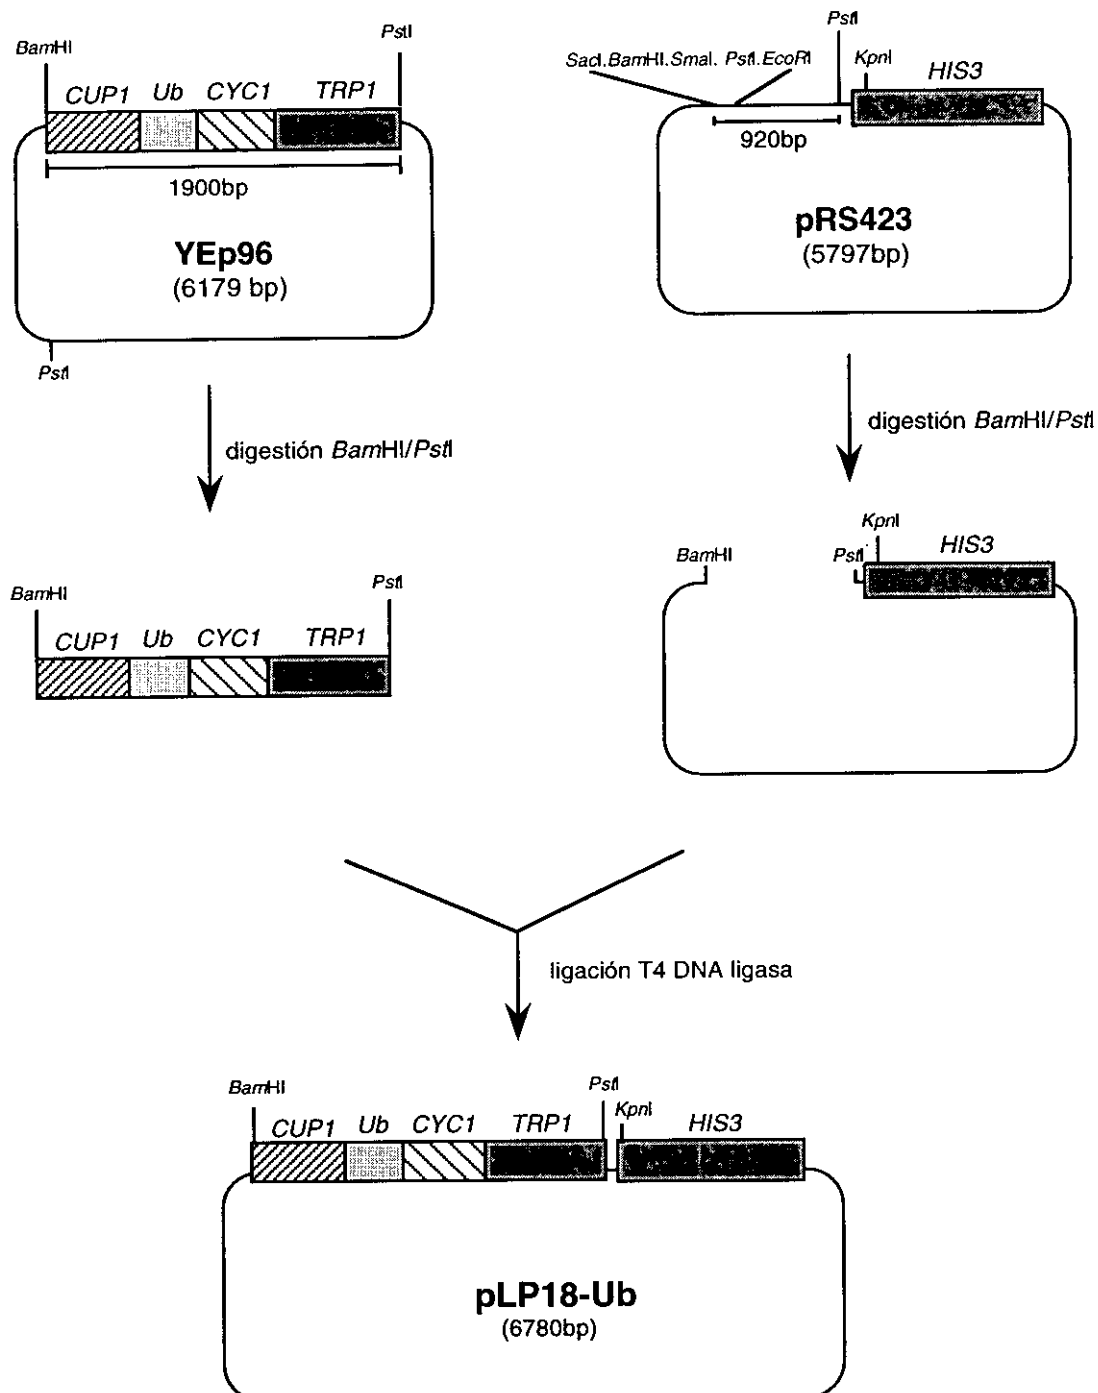 BamHI
PstI
CUP1 Ub CYC1 TRP1
1900bp
YEp96
(6179 bp)
PstI
PstI
SacI.BamHI.SmaI. PstI.EcoRI
KpnI
HIS3
920bp
pRS423
(5797bp)
digestión BamHI/PstI
digestión BamHI/PstI
BamHI
PstI
CUP1 Ub CYC1 TRP1
KpnI
BamHI
PstI
HIS3
ligación T4 DNA ligasa
BamHI
PstI
KpnI
CUP1 Ub CYC1 TRP1
HIS3
pLP18-Ub
(6780bp)